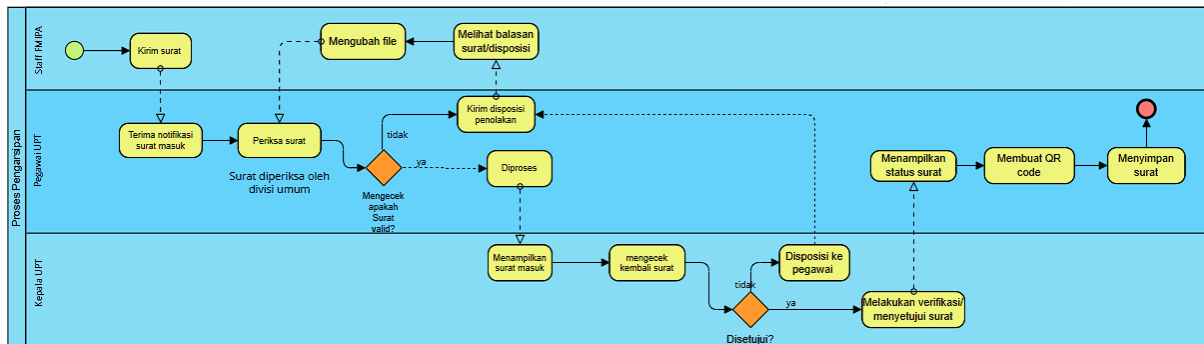 Proses Pengarsipan
Staff FMIPA
Kirim surat
Mengubah file
Melihat balasan
surat/disposisi
Pegawai UPT
Terima notifikasi
surat masuk
Periksa surat
Surat diperiksa oleh
divisi umum
tidak
ya
Mengecek
apakah
Surat
valid?
Kirim disposisi
penolakan
Diproses
Menampilkan
status surat
Membuat QR
code
Menyimpan
surat
Kepala UPT
Menampilkan
surat masuk
mengecek
kembali surat
tidak
ya
Disetujui?
Disposisi ke
pegawai
Melakukan verifikasi/
menyetujui surat